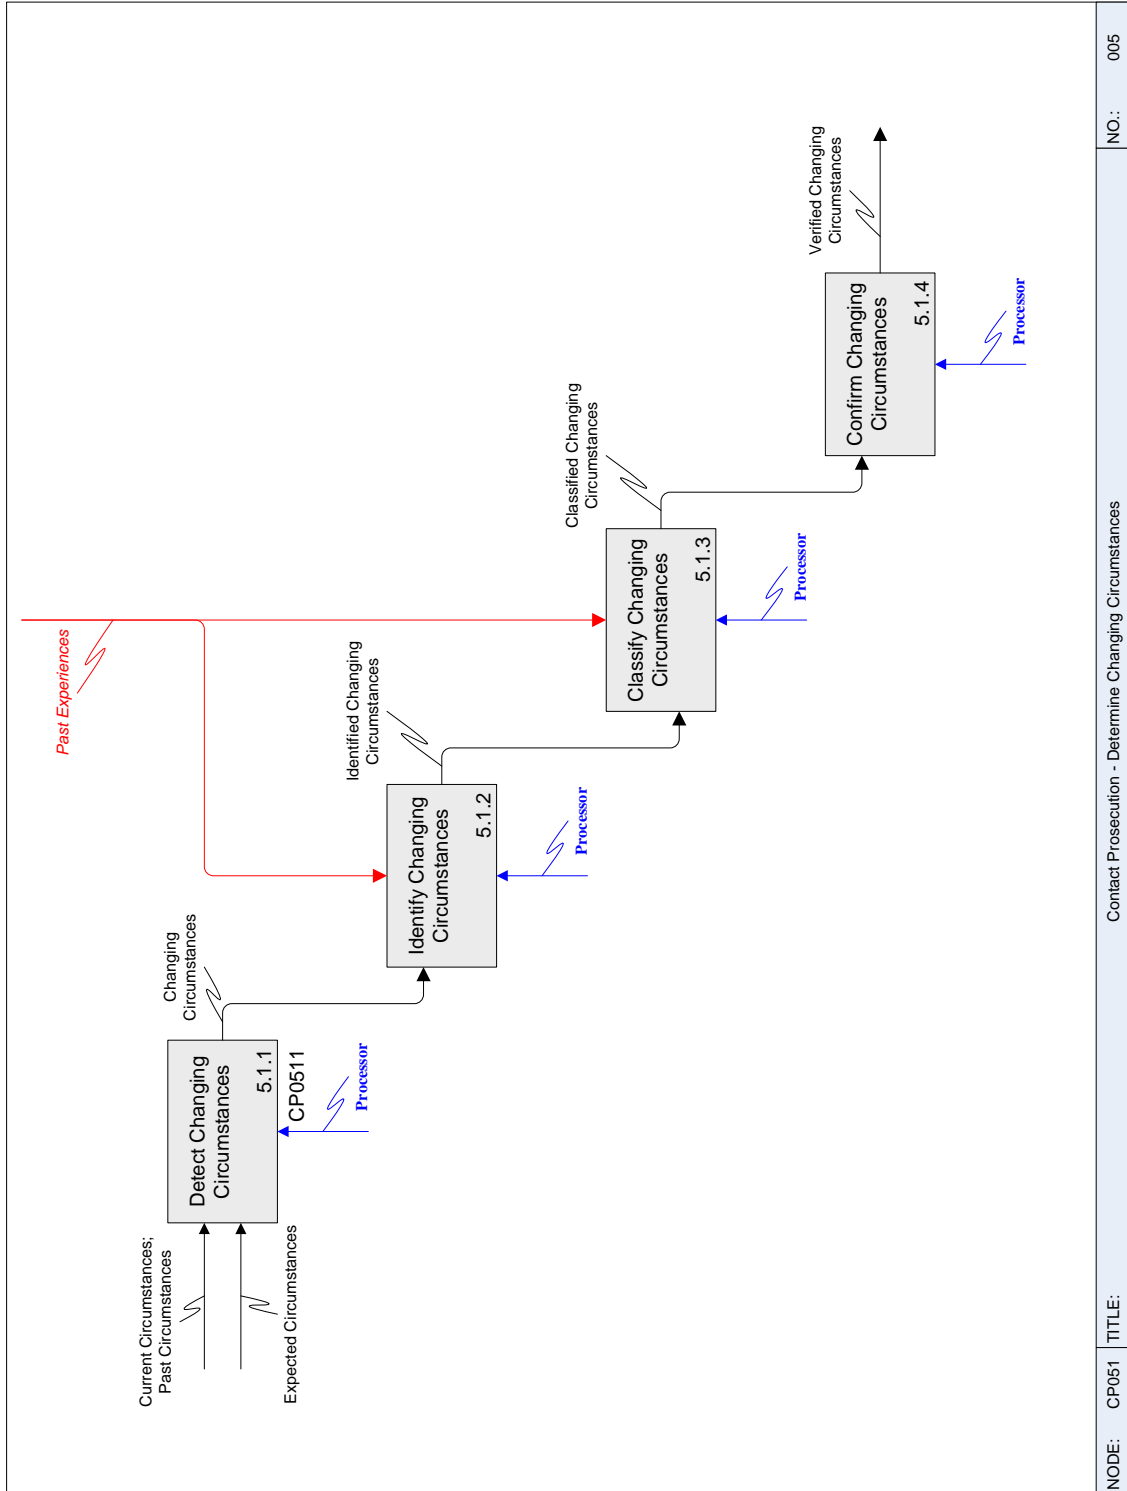 Past Experiences
Current Circumstances;
Past Circumstances
Expected Circumstances
Detect Changing
Circumstances
5.1.1
CP0511
Processor
Changing
Circumstances
Identify Changing
Circumstances
5.1.2
Processor
Identified Changing
Circumstances
Classify Changing
Circumstances
5.1.3
Processor
Classified Changing
Circumstances
Confirm Changing
Circumstances
5.1.4
Processor
Verified Changing
Circumstances
NODE: CP051 TITLE: Contact Prosecution - Determine Changing Circumstances NO.: 005